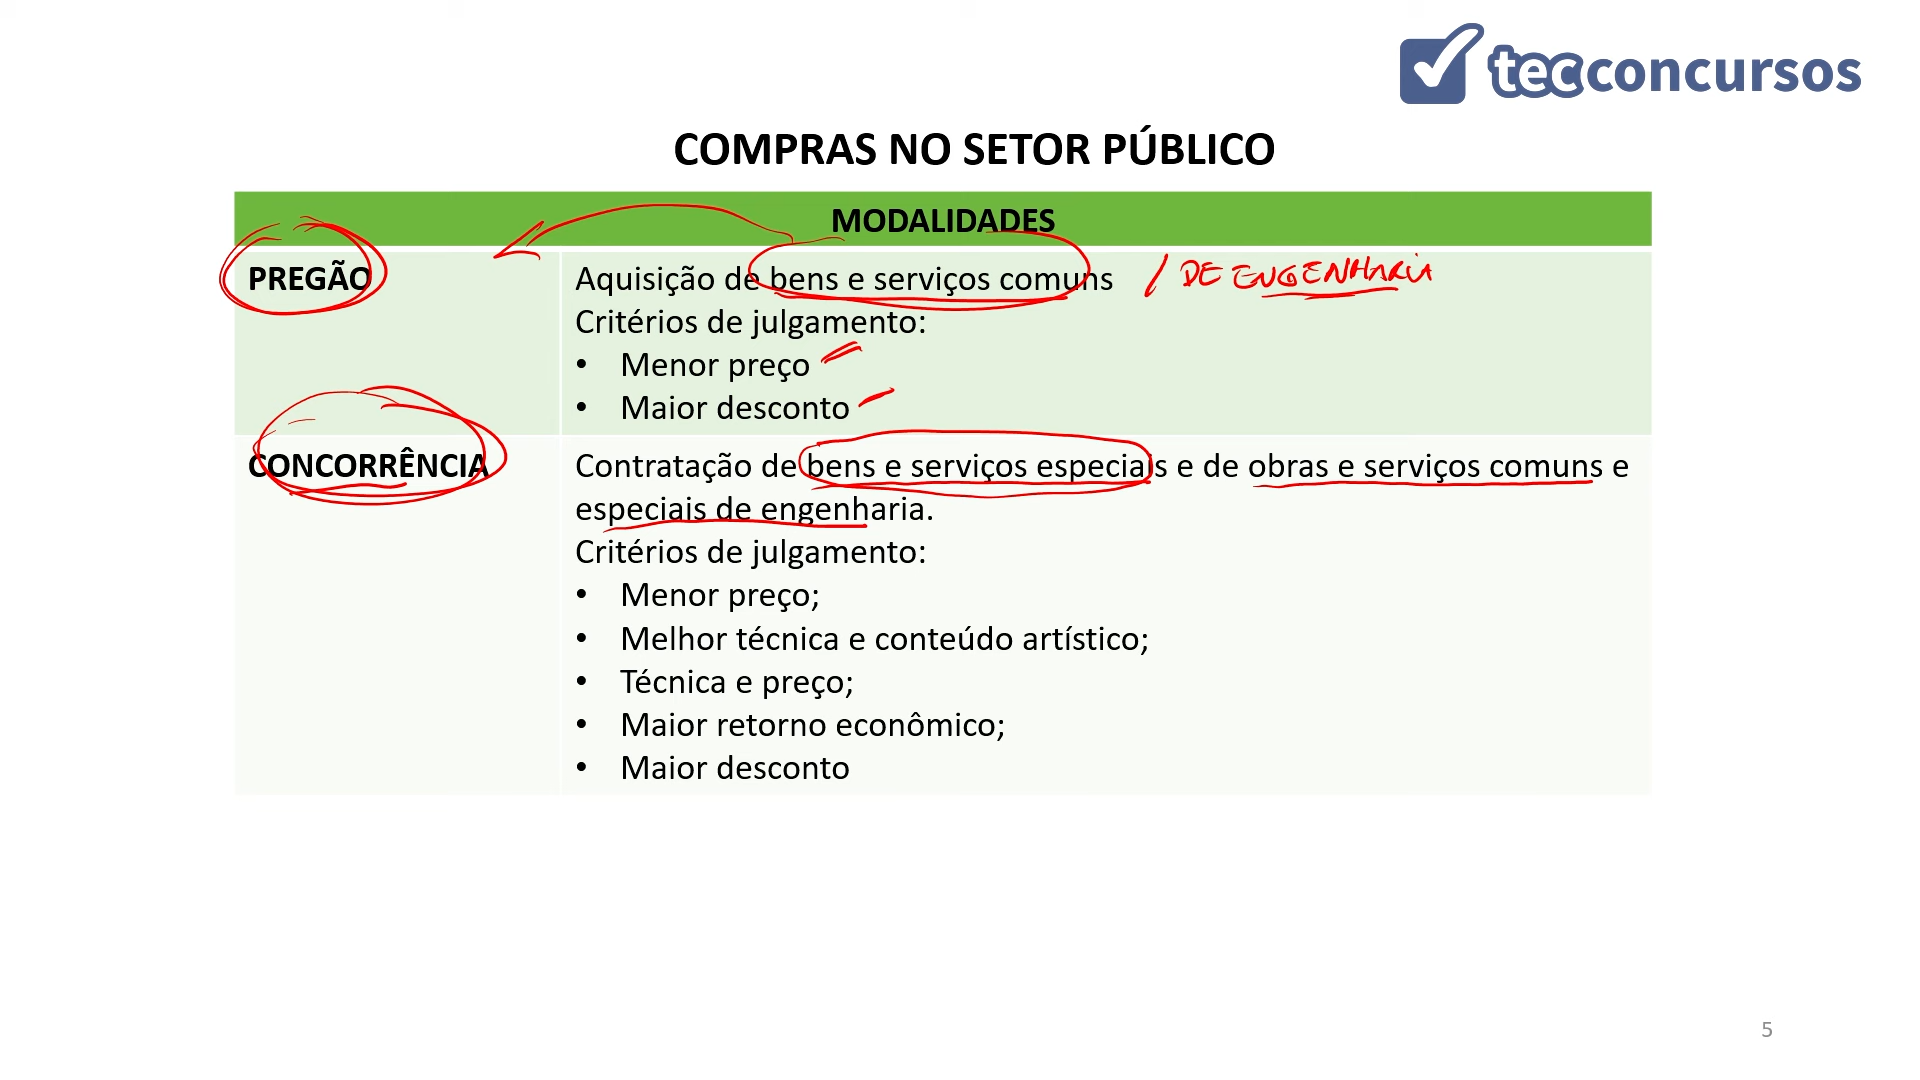 tecconcursos
COMPRAS NO SETOR PÚBLICO
MODALIDADES
PREGÃO
Aquisição de bens e serviços comuns / DE ENGENHARIA
Critérios de julgamento:
• Menor preço
• Maior desconto
CONCORRÊNCIA
Contratação de bens e serviços especiais e de obras e serviços comuns e
especiais de engenharia.
Critérios de julgamento:
• Menor preço;
• Melhor técnica e conteúdo artístico;
• Técnica e preço;
• Maior retorno econômico;
• Maior desconto
5